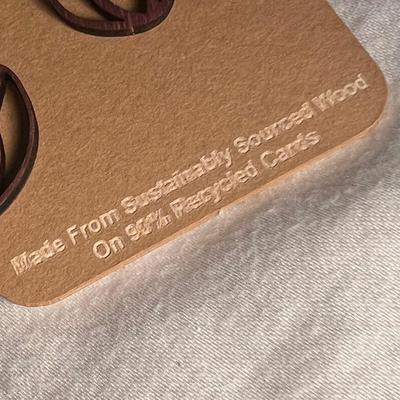 Made From Sustainably Sourced Wood
On 90% Recycled Cards